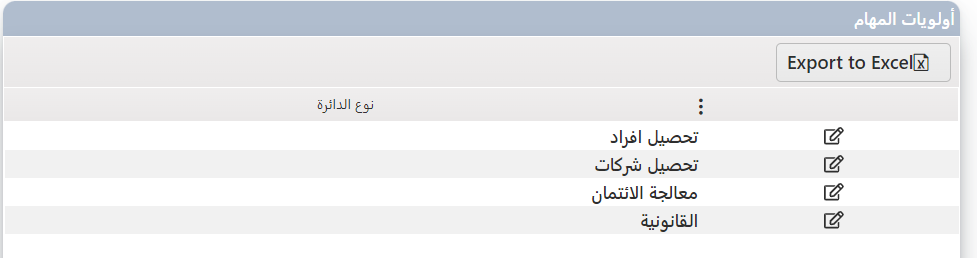 أولويات المهام
Export to Excel
نوع الدائرة
تحصيل افراد
تحصيل شركات
معالجة الائتمان
القانونية